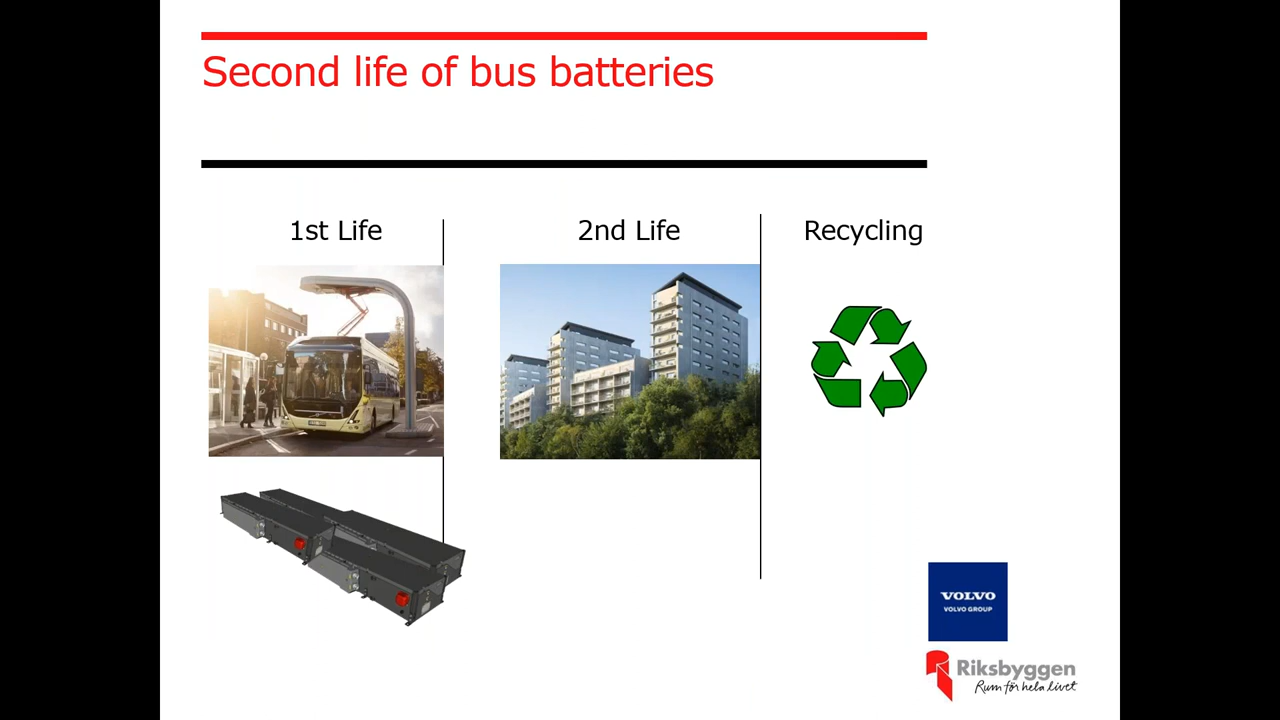 Second life of bus batteries
1st Life
2nd Life
Recycling
VOLVO
VOLVO GROUP
Riksbyggen
Rum för hela livet